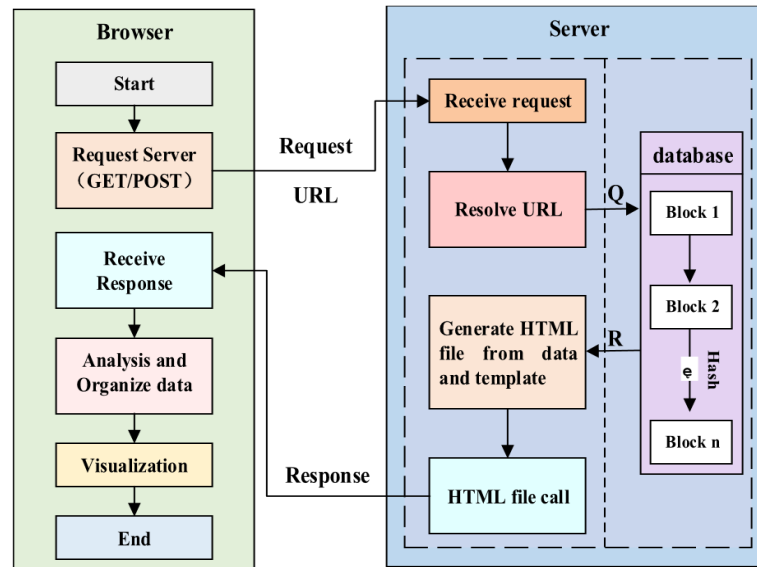 Browser
Start
Request Server
（GET/POST）
Receive
Response
Analysis and
Organize data
Visualization
End
Request
URL
Response
Server
Receive request
Resolve URL
Q
Generate HTML
file from data
and template
R
HTML file call
database
Block 1
Block 2
Hash
Block n